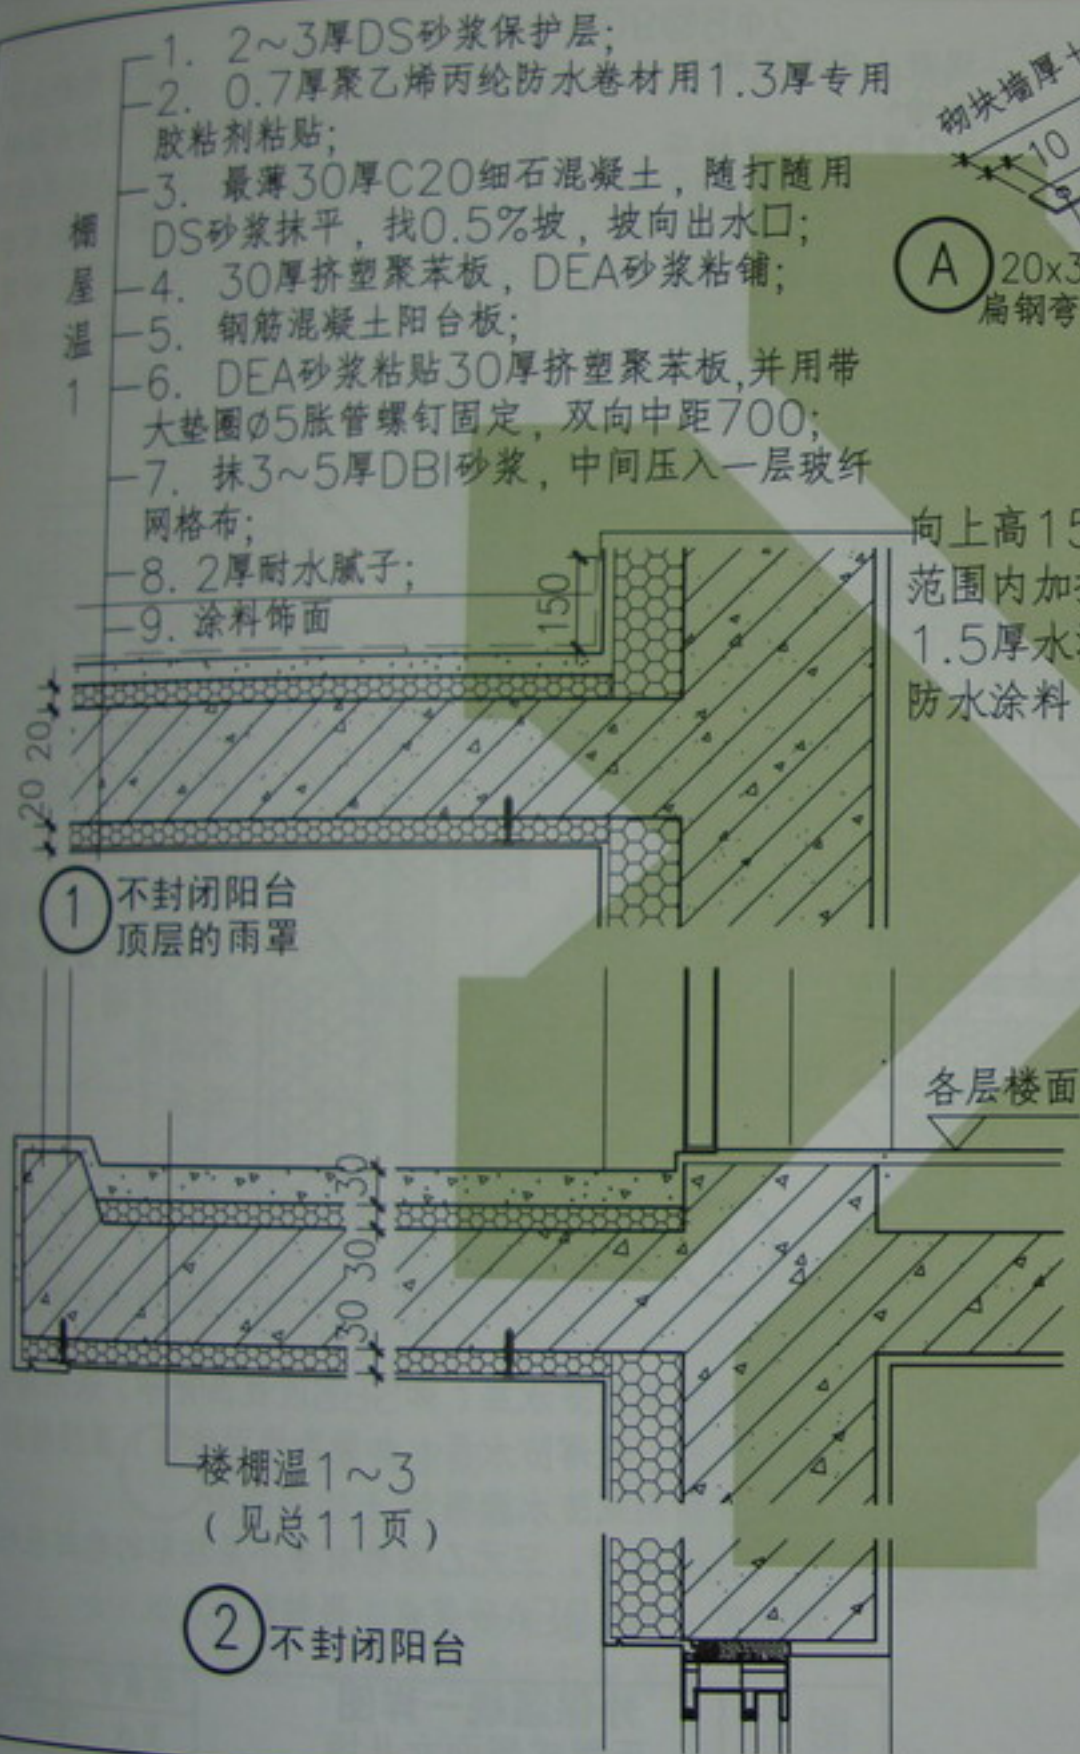 1. 2～3厚DS砂浆保护层;
2. 0.7厚聚乙烯丙纶防水卷材用1.3厚专用
胶粘剂粘贴;
3. 最薄30厚C20细石混凝土，随打随用
DS砂浆抹平，找0.5%坡，坡向出水口;
4. 30厚挤塑聚苯板，DEA砂浆粘铺;
5. 钢筋混凝土阳台板;
6. DEA砂浆粘贴30厚挤塑聚苯板,并用带
大垫圈ø5胀管螺钉固定，双向中距700;
7. 抹3～5厚DBI砂浆，中间压入一层玻纤
网格布;
8. 2厚耐水腻子;
9. 涂料饰面
棚
屋
温
1
砌块墙厚
10
A
20x3
扁钢弯
150
向上高15
范围内加
1.5厚水
防水涂料
20
20
1 不封闭阳台
顶层的雨罩
各层楼面
30
30
30
楼棚温1～3
(见总11页)
2 不封闭阳台